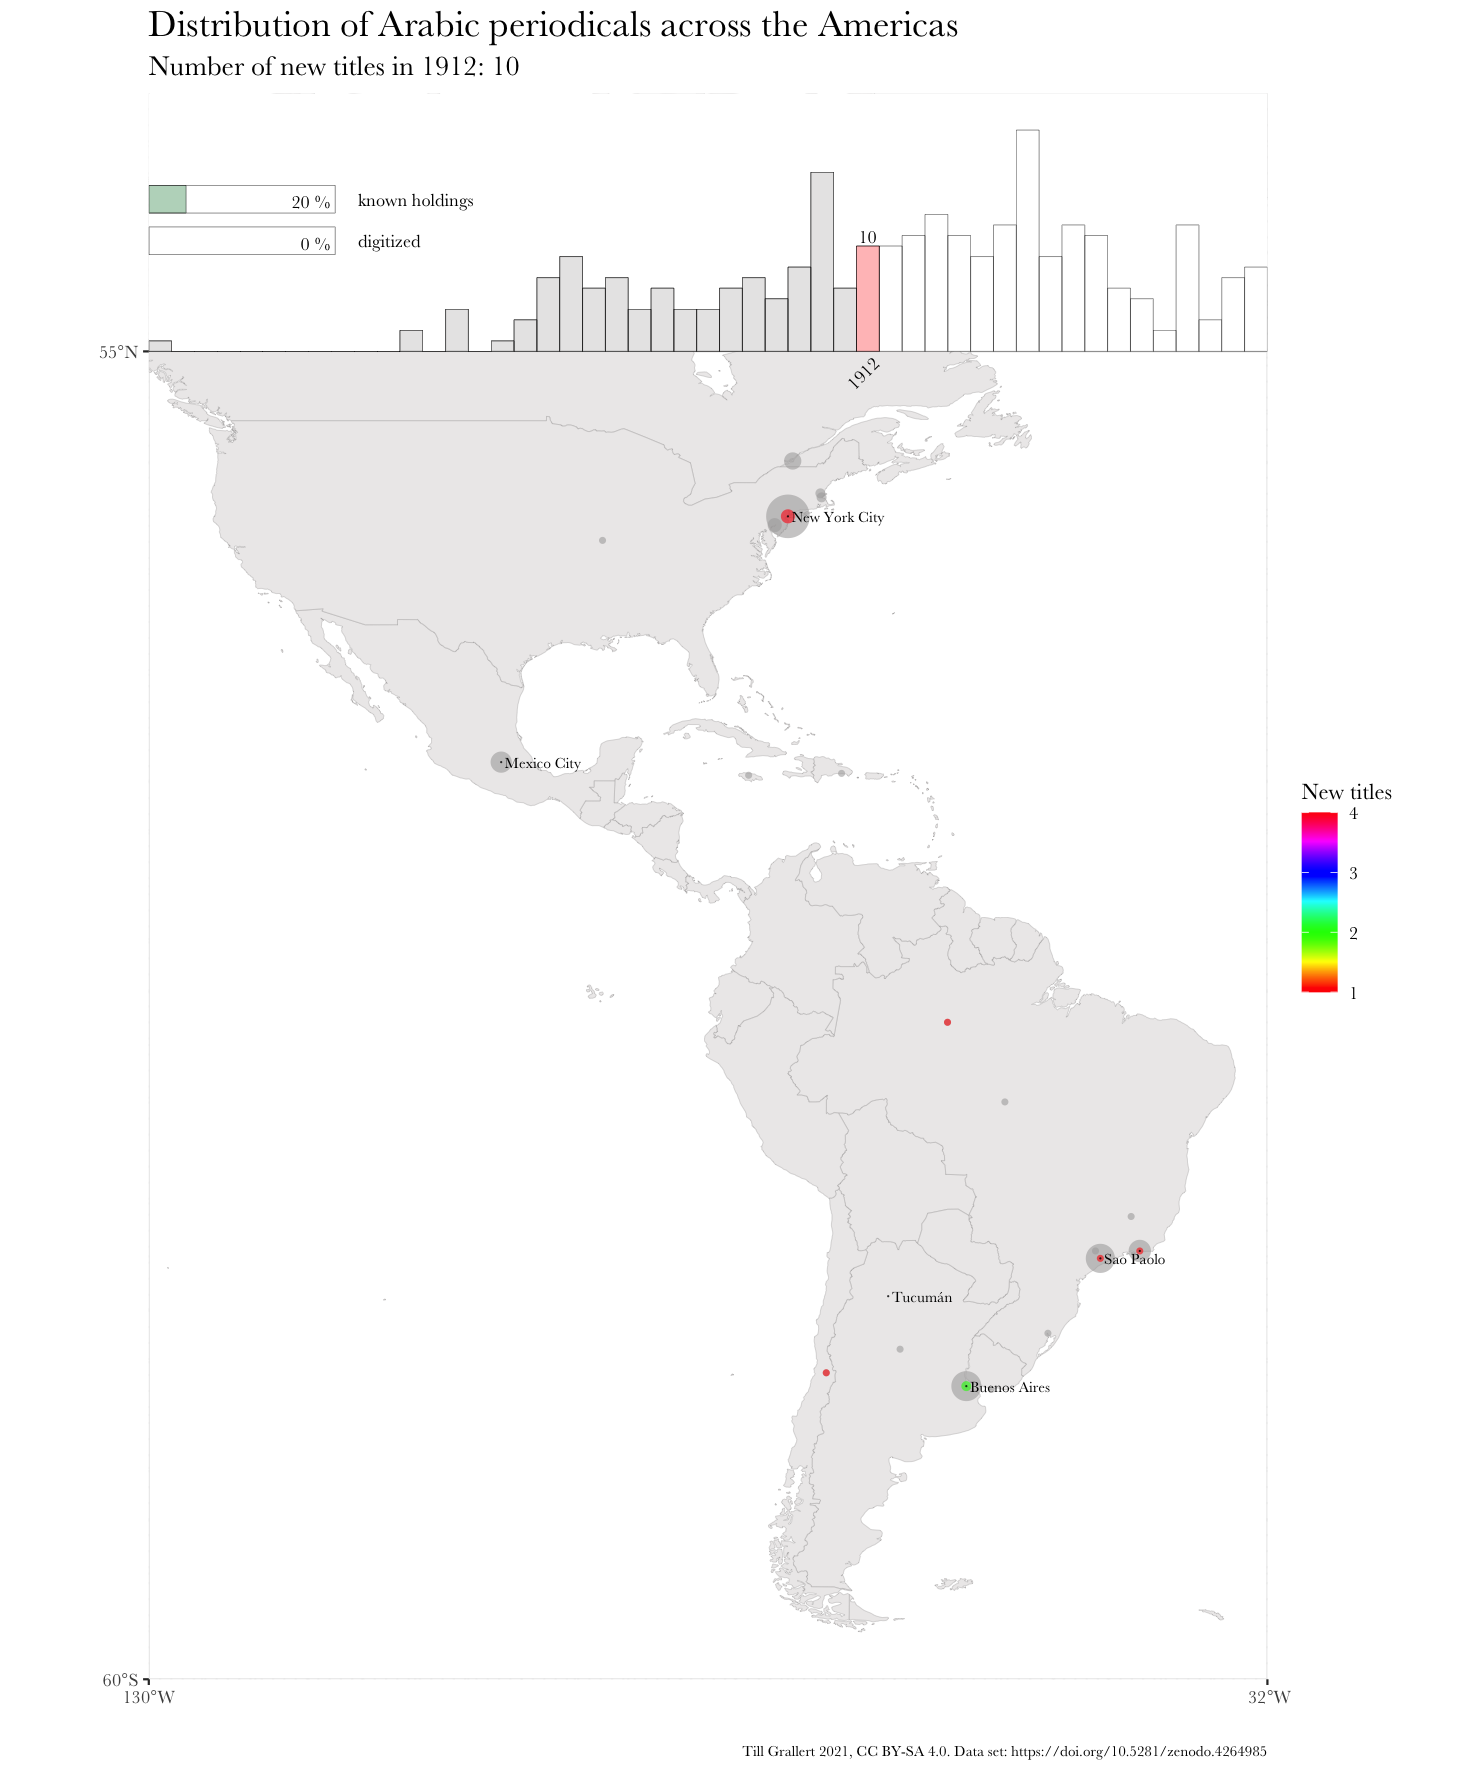 Distribution of Arabic periodicals across the Americas
Number of new titles in 1912: 10
20 % known holdings
0 % digitized
10
55°N
1912
New York City
Mexico City
New titles
4
3
2
1
Sao Paolo
Tucumán
Buenos Aires
60°S
130°W 32°W
Till Grallert 2021, CC BY-SA 4.0. Data set: https://doi.org/10.5281/zenodo.4264985